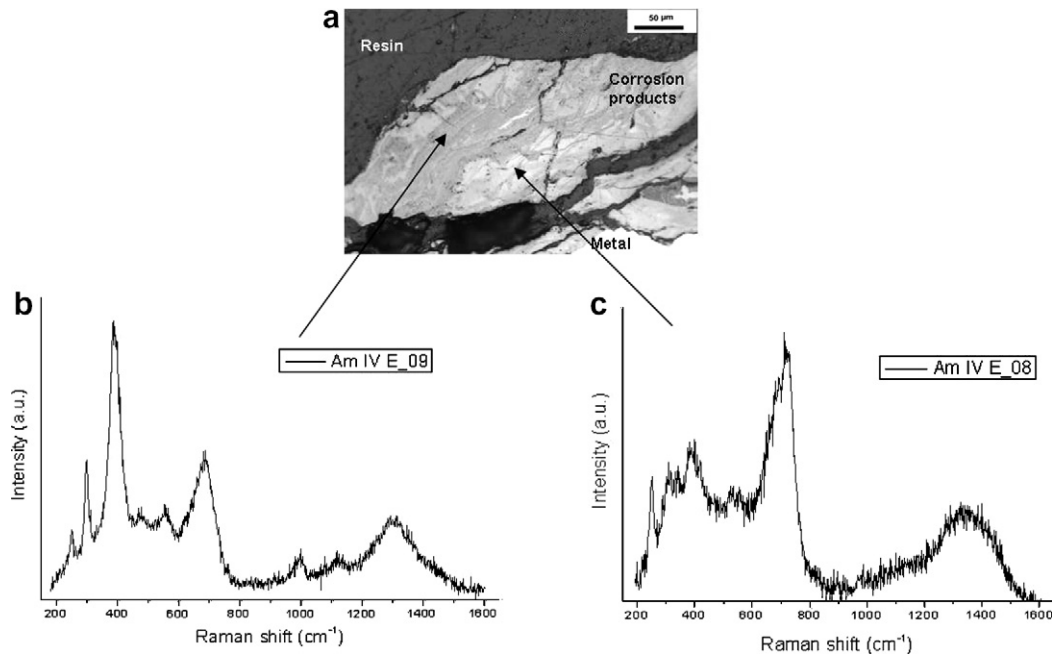 a
50 µm
Resin
Corrosion
products
Metal
b
Am IV E_09
Intensity (a.u.)
200 400 600 800 1000 1200 1400 1600
Raman shift (cm-1)
c
Am IV E_08
Intensity (a.u.)
200 400 600 800 1000 1200 1400 1600
Raman shift (cm-1)